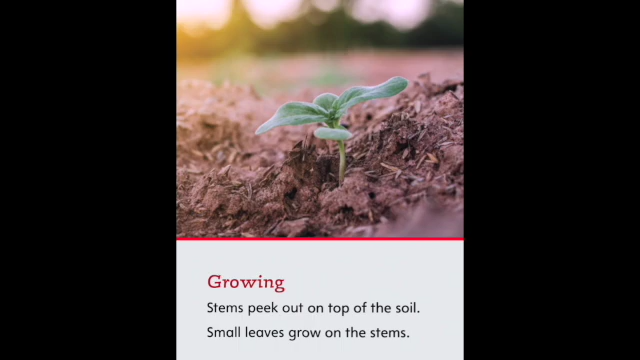 Growing
Stems peek out on top of the soil.
Small leaves grow on the stems.